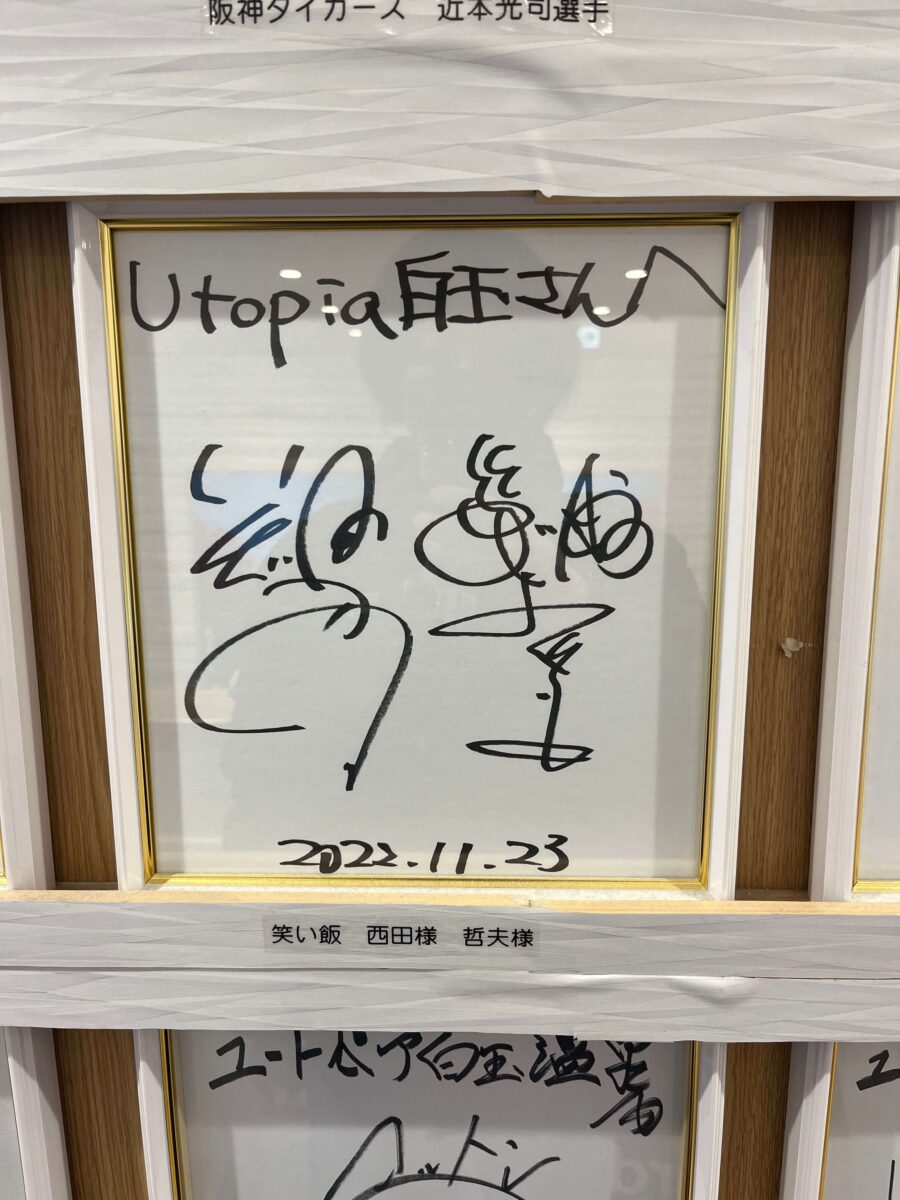 阪神タイガース 近本光司選手
Utopia白玉さんへ
2022.11.23
笑い飯 西田様 哲夫様
ユートピア白玉温泉